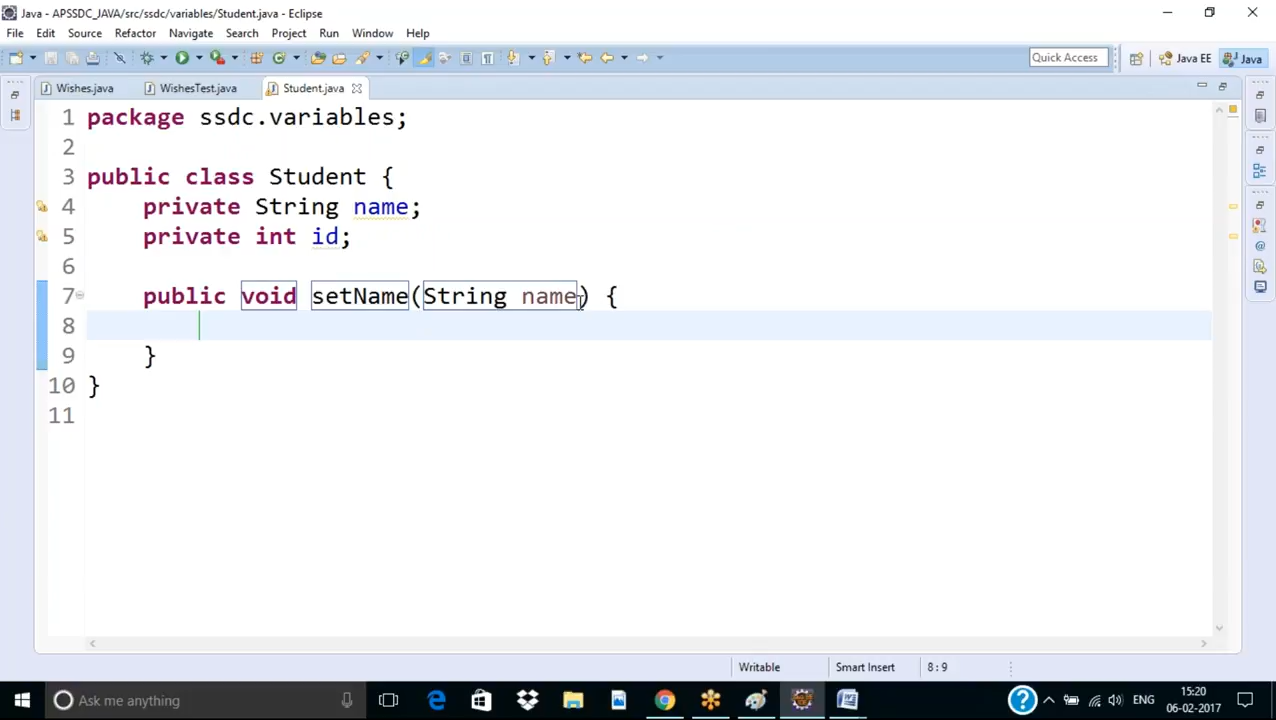 Java - APSSDC_JAVA/src/ssdc/variables/Student.java - Eclipse
File Edit Source Refactor Navigate Search Project Run Window Help
Quick Access
Java EE
Java
Wishes.java
WishesTest.java
Student.java
1 package ssdc.variables;
2
3 public class Student {
4 private String name;
5 private int id;
6
7 public void setName(String name) {
8
9 }
10 }
11
Writable Smart Insert 8 : 9
Ask me anything
ENG
15:20
06-02-2017